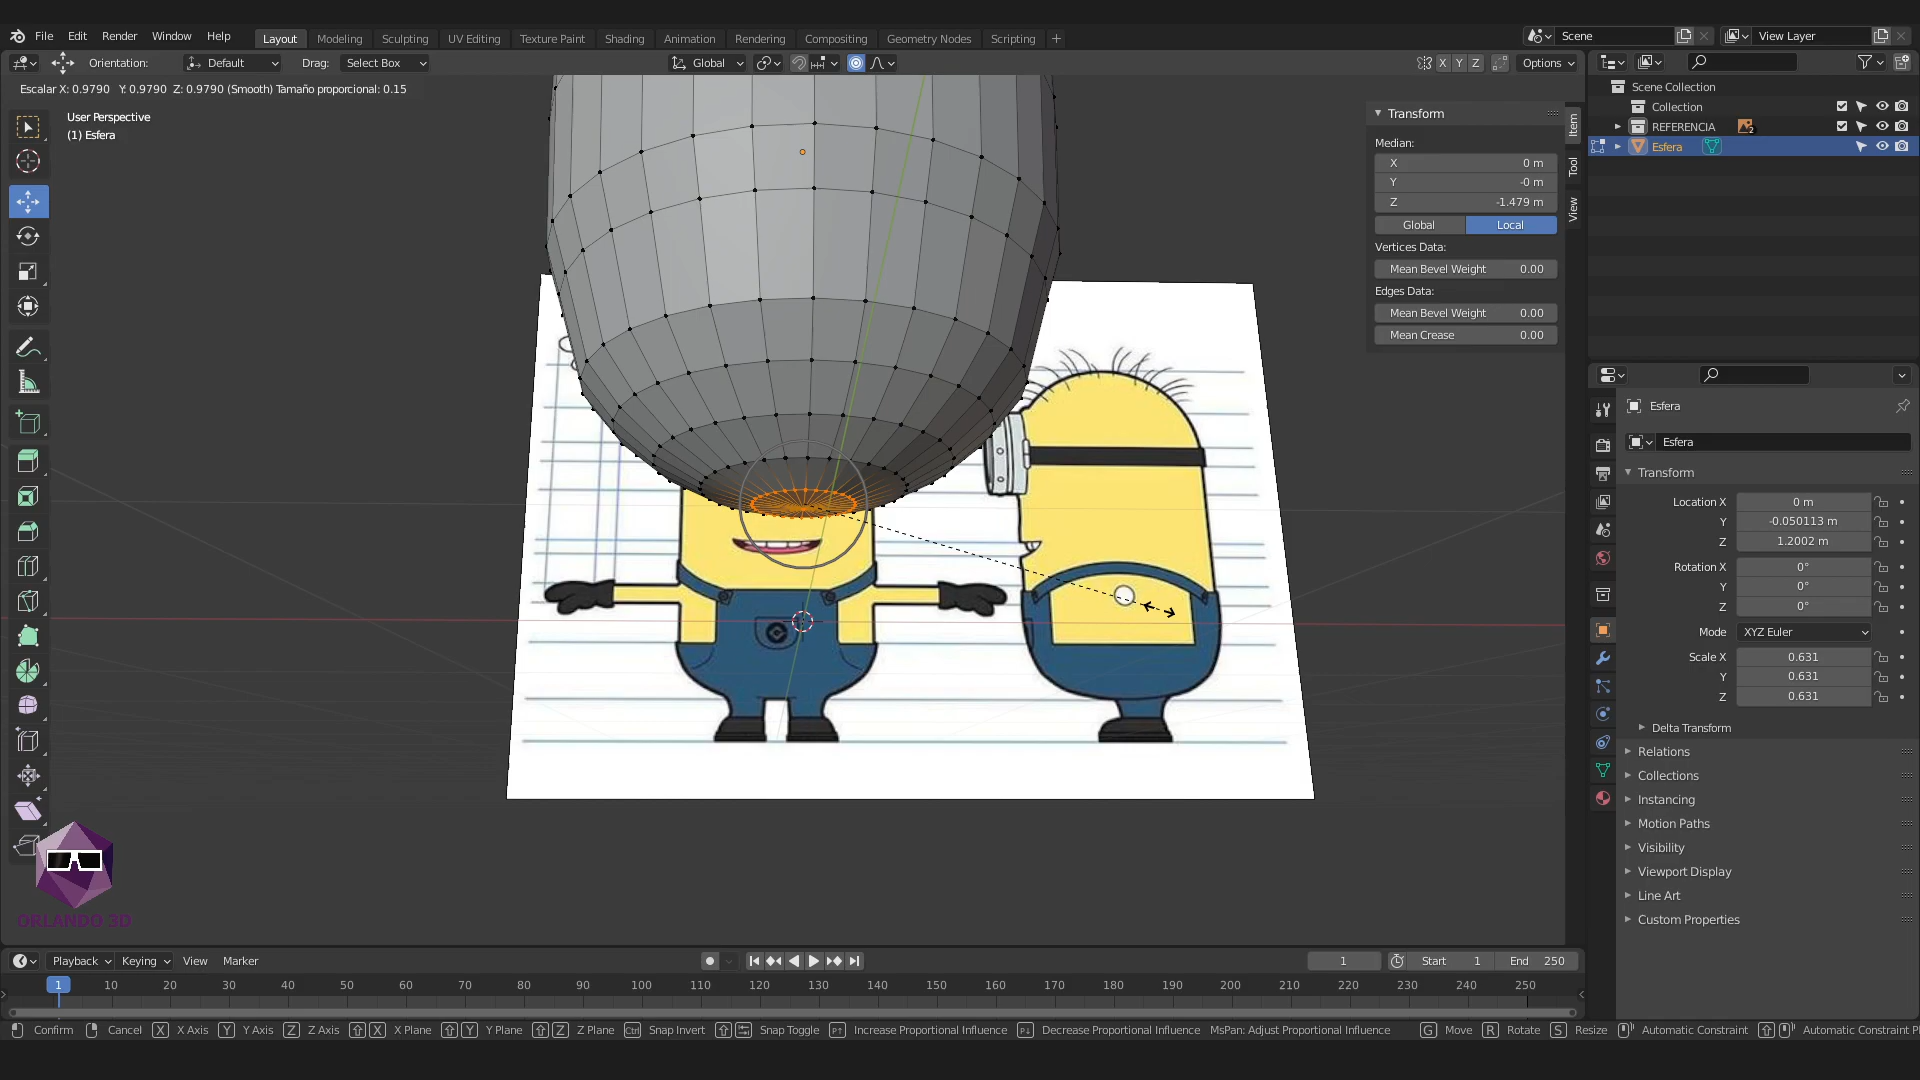 File Edit Render Window Help Layout Modeling Sculpting UV Editing Texture Paint Shading Animation Rendering Compositing Geometry Nodes Scripting + Scene View Layer
Orientation: Default Drag: Select Box Global X Y Z Options
Escalar X: 0.9790 Y: 0.9790 Z: 0.9790 (Smooth) Tamaño proporcional: 0.15
User Perspective
(1) Esfera
Transform
Median:
X 0 m
Y -0 m
Z -1.479 m
Global Local
Vertices Data:
Mean Bevel Weight 0.00
Edges Data:
Mean Bevel Weight 0.00
Mean Crease 0.00
Item
Tool
View
Scene Collection
Collection
REFERENCIA 2
Esfera
Esfera
Esfera
Transform
Location X 0 m
Y -0.050113 m
Z 1.2002 m
Rotation X 0°
Y 0°
Z 0°
Mode XYZ Euler
Scale X 0.631
Y 0.631
Z 0.631
Delta Transform
Relations
Collections
Instancing
Motion Paths
Visibility
Viewport Display
Line Art
Custom Properties
ORLANDO 3D
Playback Keying View Marker 1 Start 1 End 250
1 10 20 30 40 50 60 70 80 90 100 110 120 130 140 150 160 170 180 190 200 210 220 230 240 250
Confirm Cancel X X Axis Y Y Axis Z Z Axis X X Plane Y Y Plane Z Z Plane Ctrl Snap Invert Snap Toggle Increase Proportional Influence Decrease Proportional Influence MsPan: Adjust Proportional Influence G Move R Rotate S Resize Automatic Constraint Automatic Constraint Pl